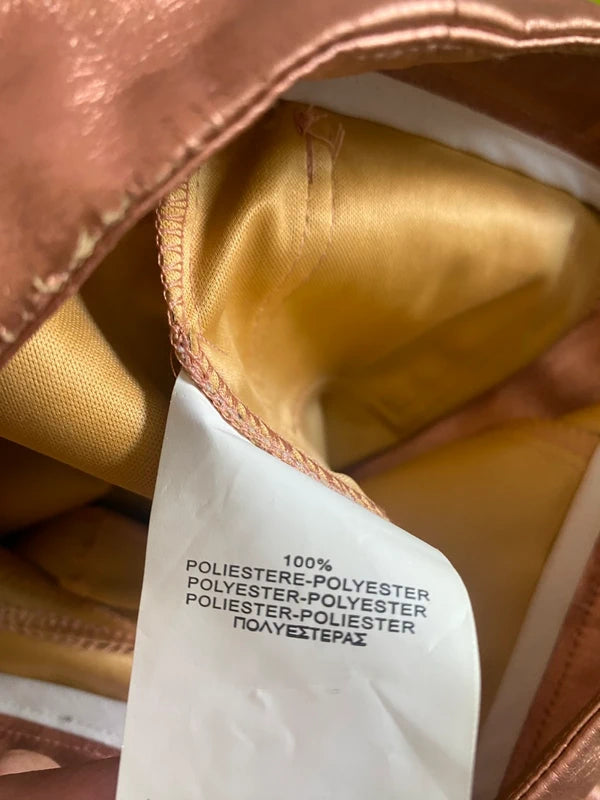 100%
POLIESTERE-POLYESTER
POLYESTER-POLYESTER
POLIESTER-POLIESTER
ΠΟΛΥΕΣΤΕΡΑΣ